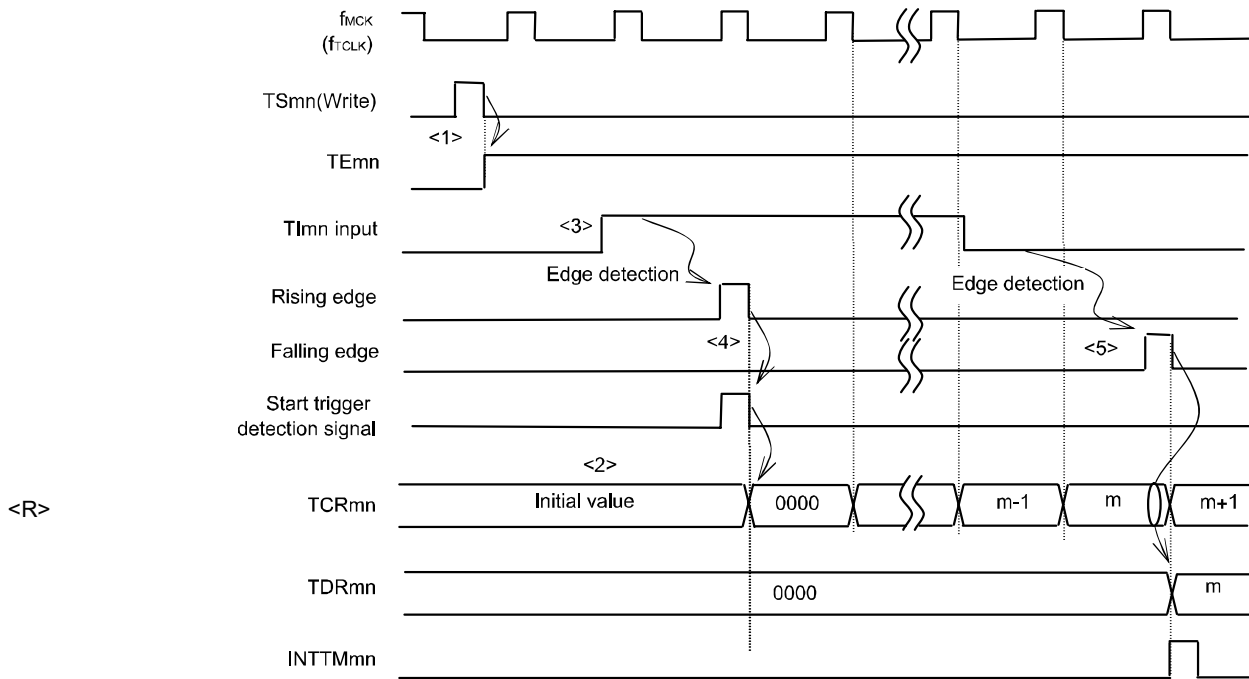 fMCK
(fTCLK)
TSmn(Write)
<1>
TEmn
TImn input
<3>
Edge detection
Edge detection
Rising edge
<4>
Falling edge
<5>
Start trigger
detection signal
<2>
<R>
TCRmn
Initial value
0000
m-1
m
m+1
TDRmn
0000
m
INTTMmn